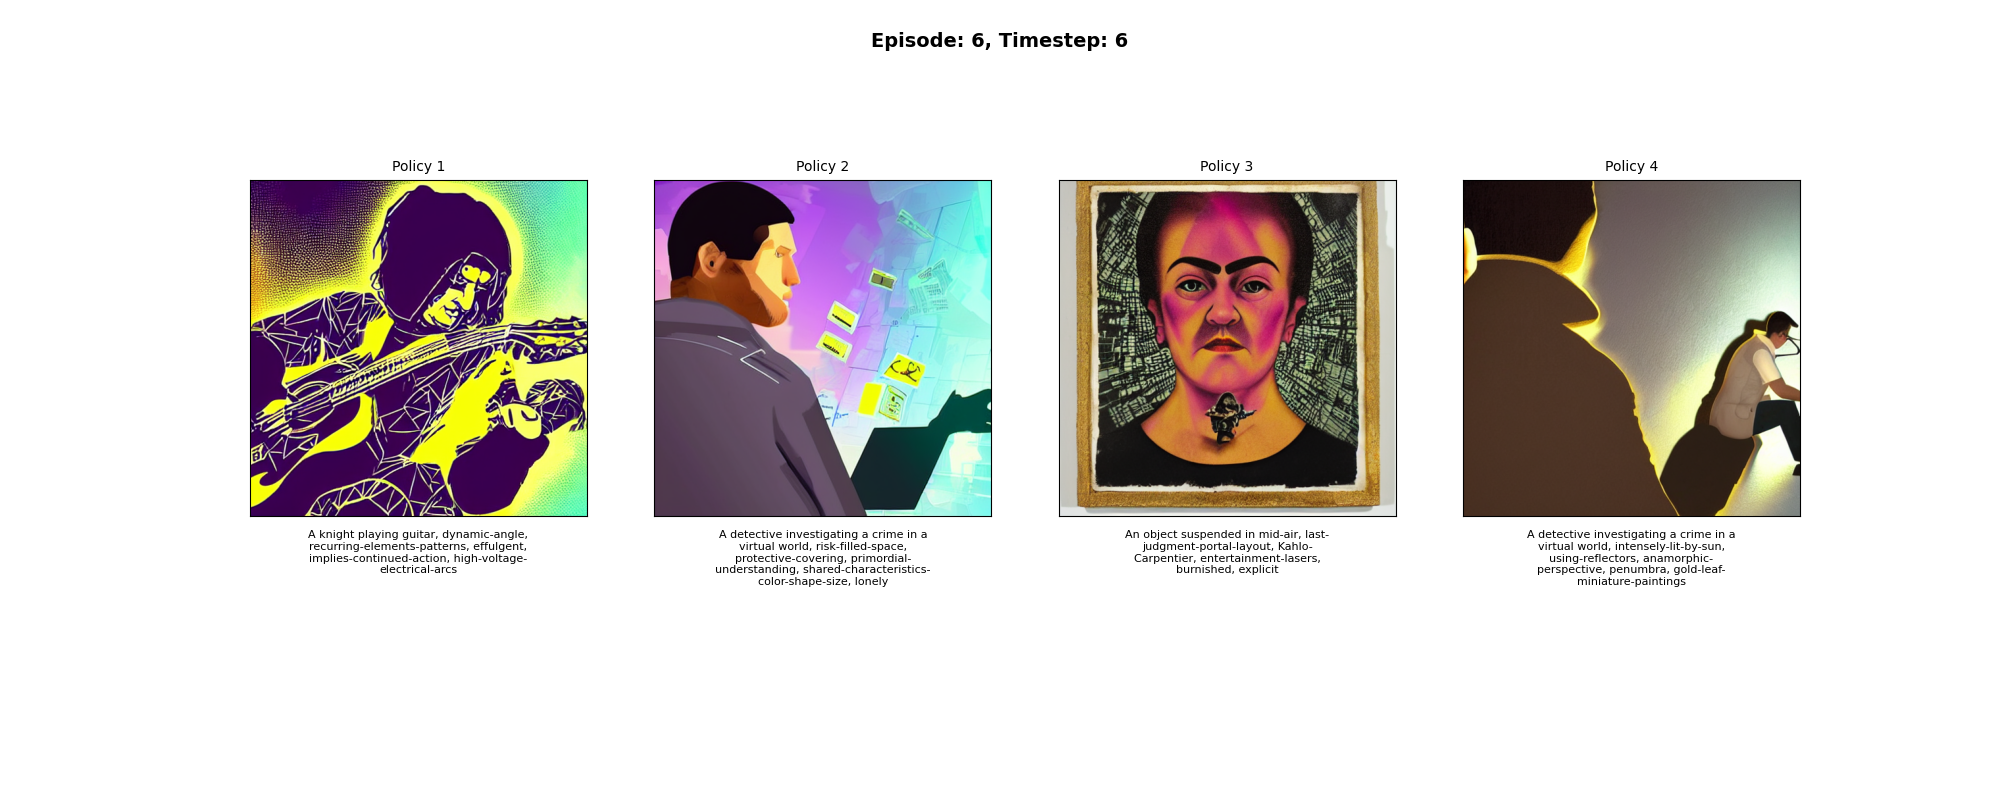 Episode: 6, Timestep: 6
Policy 1
Policy 2
Policy 3
Policy 4
A knight playing guitar, dynamic-angle,
recurring-elements-patterns, effulgent,
implies-continued-action, high-voltage-
electrical-arcs
A detective investigating a crime in a
virtual world, risk-filled-space,
protective-covering, primordial-
understanding, shared-characteristics-
color-shape-size, lonely
An object suspended in mid-air, last-
judgment-portal-layout, Kahlo-
Carpentier, entertainment-lasers,
burnished, explicit
A detective investigating a crime in a
virtual world, intensely-lit-by-sun,
using-reflectors, anamorphic-
perspective, penumbra, gold-leaf-
miniature-paintings